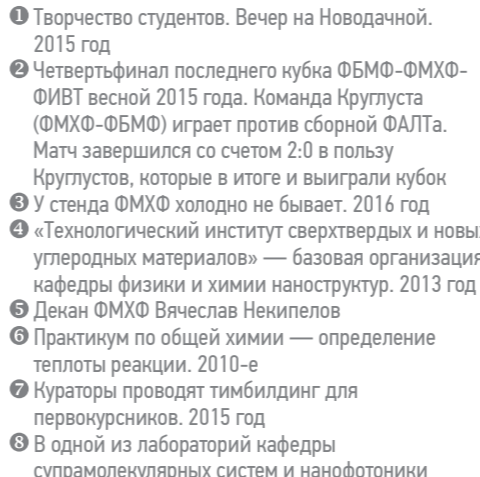 ❶ Творчество студентов. Вечер на Новодачной.
2015 год
❷ Четвертьфинал последнего кубка ФБМФ-ФМХФ-
ФИВТ весной 2015 года. Команда Круглуста
(ФМХФ-ФБМФ) играет против сборной ФАЛТа.
Матч завершился со счетом 2:0 в пользу
Круглустов, которые в итоге и выиграли кубок
❸ У стенда ФМХФ холодно не бывает. 2016 год
❹ «Технологический институт сверхтвердых и новых
углеродных материалов» — базовая организация
кафедры физики и химии наноструктур. 2013 год
❺ Декан ФМХФ Вячеслав Некипелов
❻ Практикум по общей химии — определение
теплоты реакции. 2010-е
❼ Кураторы проводят тимбилдинг для
первокурсников. 2015 год
❽ В одной из лабораторий кафедры
супрамолекулярных систем и нанофотоники